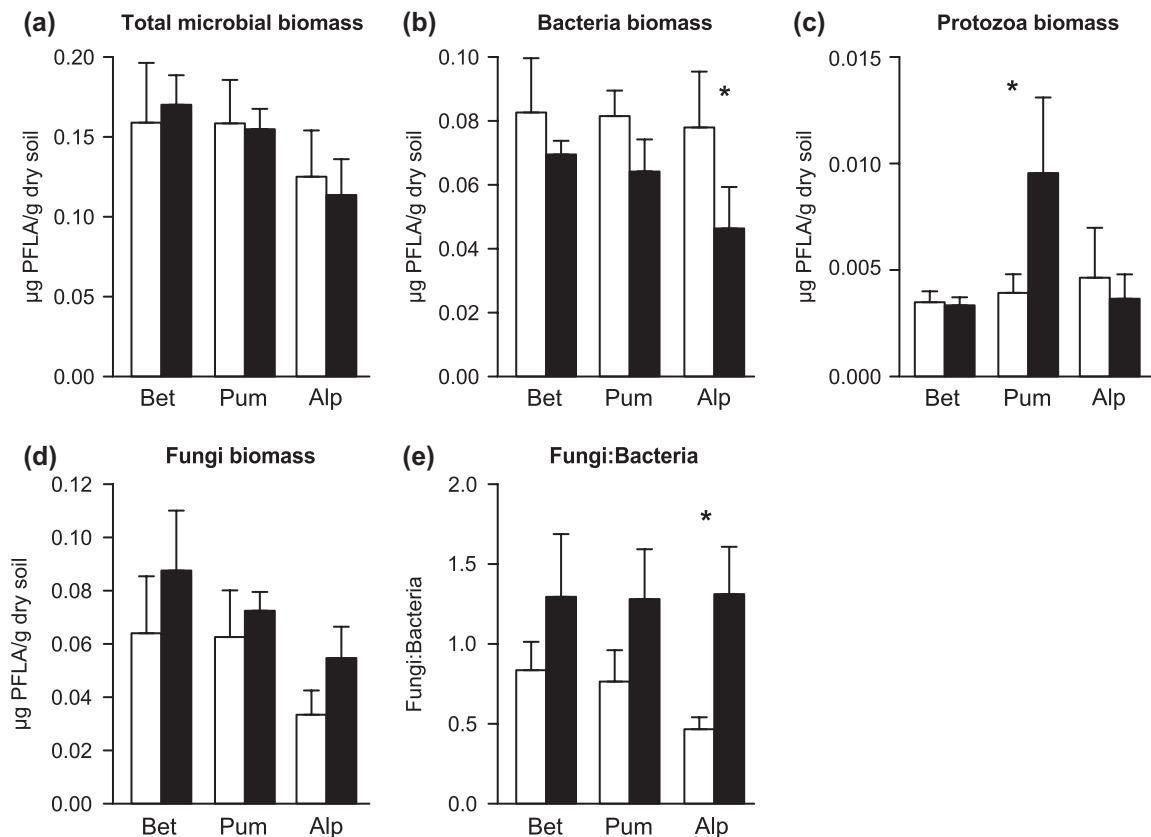 (a) Total microbial biomass
µg PFLA/g dry soil
0.20
0.15
0.10
0.05
0.00
Bet Pum Alp
(b) Bacteria biomass
*
µg PFLA/g dry soil
0.10
0.08
0.06
0.04
0.02
0.00
Bet Pum Alp
(c) Protozoa biomass
*
µg PFLA/g dry soil
0.015
0.010
0.005
0.000
Bet Pum Alp
(d) Fungi biomass
µg PFLA/g dry soil
0.12
0.10
0.08
0.06
0.04
0.02
0.00
Bet Pum Alp
(e) Fungi:Bacteria
*
Fungi:Bacteria
2.0
1.5
1.0
0.5
0.0
Bet Pum Alp